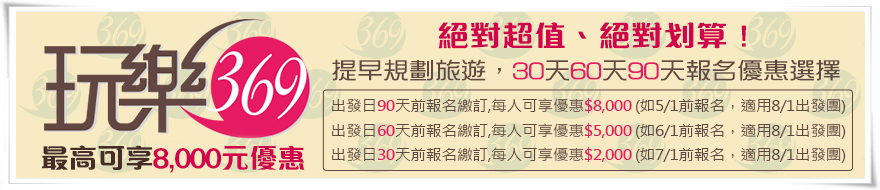 玩樂369
最高可享8,000元優惠
絕對超值、絕對划算！
提早規劃旅遊，30天60天90天報名優惠選擇
出發日90天前報名繳訂,每人可享優惠$8,000 (如5/1前報名，適用8/1出發團)
出發日60天前報名繳訂,每人可享優惠$5,000 (如6/1前報名，適用8/1出發團)
出發日30天前報名繳訂,每人可享優惠$2,000 (如7/1前報名，適用8/1出發團)